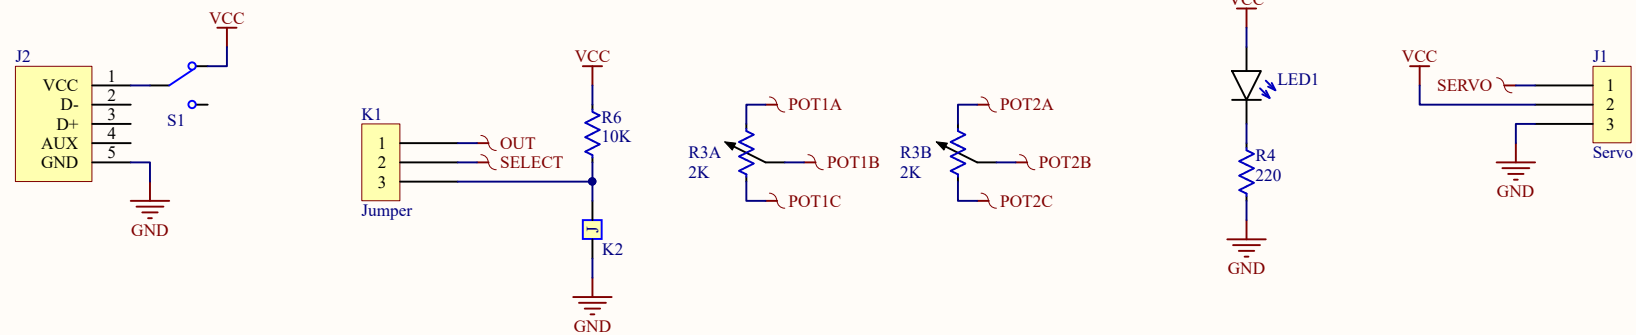 VCC
J2
VCC 1
D- 2
D+ 3
AUX 4
GND 5
S1
GND
K1
1 OUT
2 SELECT
3
Jumper
VCC
R6
10K
J
K2
GND
POT1A
R3A
2K
POT1B
POT1C
POT2A
R3B
2K
POT2B
POT2C
VCC
LED1
R4
220
GND
VCC
SERVO
J1
1
2
3
Servo
GND